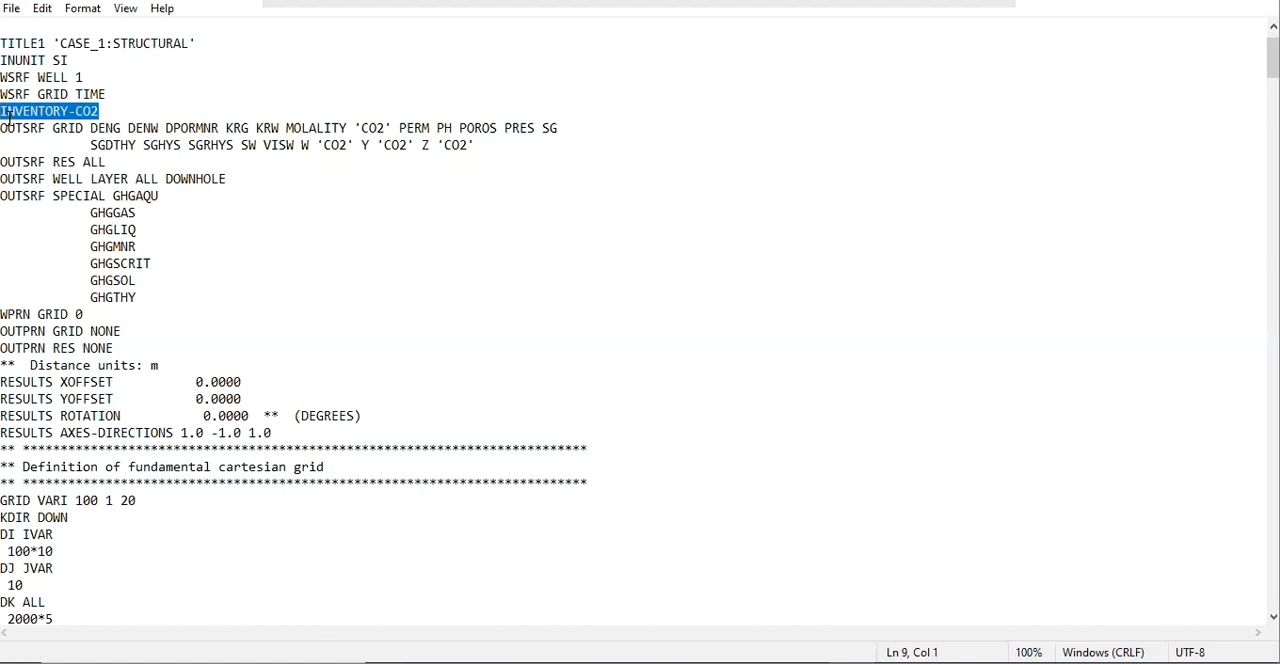 File Edit Format View Help
TITLE1 'CASE_1:STRUCTURAL'
INUNIT SI
WSRF WELL 1
WSRF GRID TIME
INVENTORY-CO2
OUTSRF GRID DENG DENW DPORMNR KRG KRW MOLALITY 'CO2' PERM PH POROS PRES SG
SGDTHY SGHYS SGRHYS SW VISW W 'CO2' Y 'CO2' Z 'CO2'
OUTSRF RES ALL
OUTSRF WELL LAYER ALL DOWNHOLE
OUTSRF SPECIAL GHGAQU
GHGGAS
GHGLIQ
GHGMNR
GHGSCRIT
GHGSOL
GHGTHY
WPRN GRID 0
OUTPRN GRID NONE
OUTPRN RES NONE
** Distance units: m
RESULTS XOFFSET 0.0000
RESULTS YOFFSET 0.0000
RESULTS ROTATION 0.0000 ** (DEGREES)
RESULTS AXES-DIRECTIONS 1.0 -1.0 1.0
** ***************************************************************************
** Definition of fundamental cartesian grid
** ***************************************************************************
GRID VARI 100 1 20
KDIR DOWN
DI IVAR
100*10
DJ JVAR
10
DK ALL
2000*5
Ln 9, Col 1 100% Windows (CRLF) UTF-8